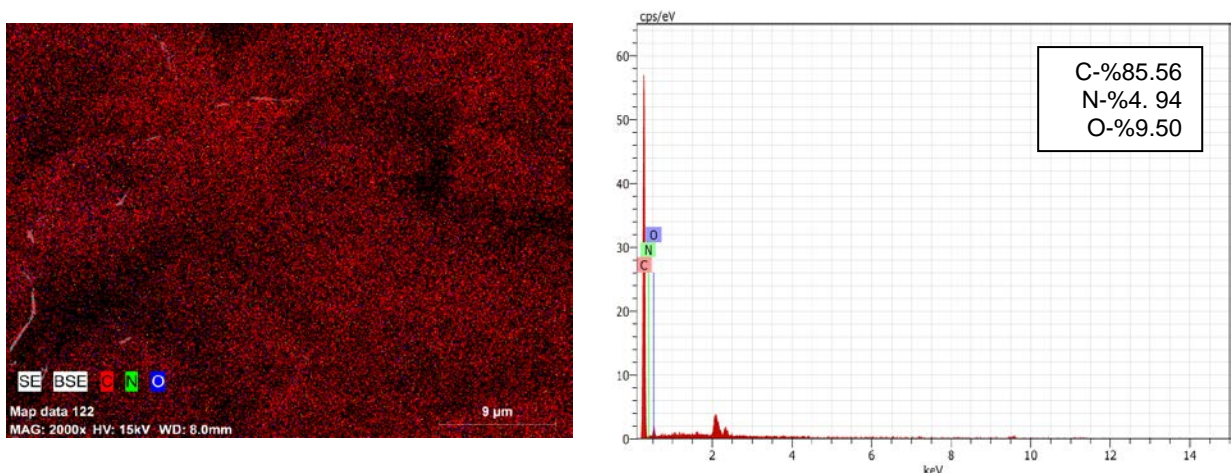 SE BSE C N O
Map data 122
MAG: 2000x HV: 15kV WD: 8.0mm
9 µm
cps/eV
60
50
40
30
20
10
0
O
N
C
2 4 6 8 10 12 14
keV
C-%85.56
N-%4. 94
O-%9.50